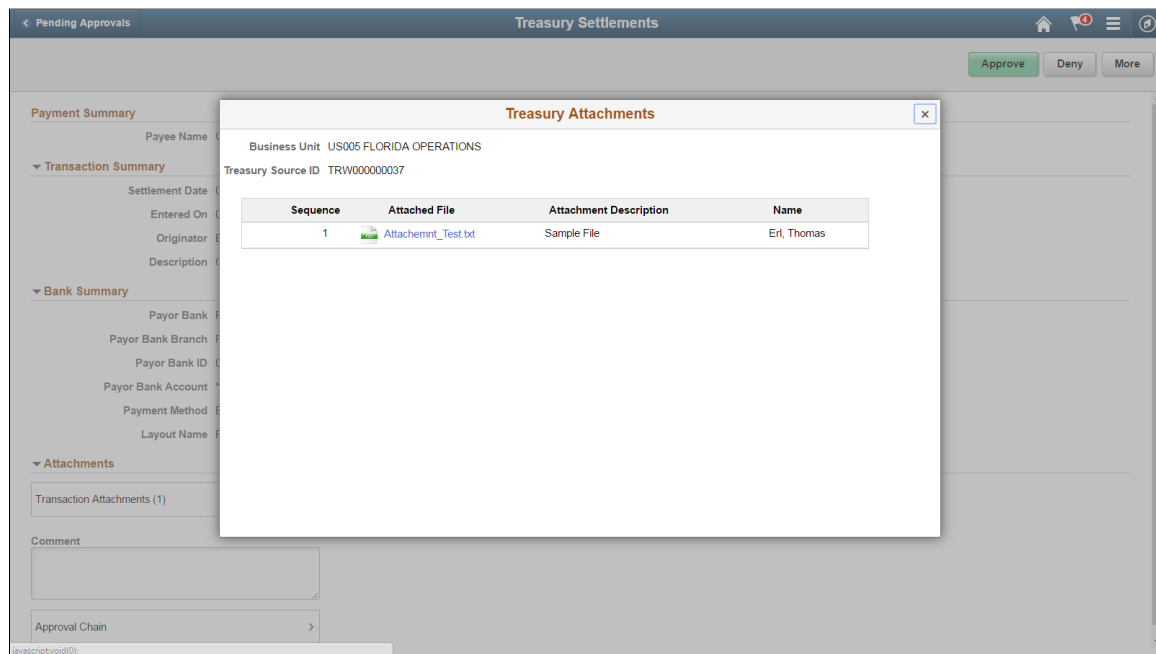 Pending Approvals
Treasury Settlements
4
Approve Deny More
Payment Summary
Payee Name
Transaction Summary
Settlement Date
Entered On
Originator
Description
Bank Summary
Payor Bank
Payor Bank Branch
Payor Bank ID
Payor Bank Account *
Payment Method
Layout Name
Attachments
Transaction Attachments (1)
Comment
Approval Chain
javascript:void(0);
Treasury Attachments
Business Unit US005 FLORIDA OPERATIONS
Treasury Source ID TRW000000037
Sequence Attached File Attachment Description Name
1 Attachemnt_Test.txt Sample File Erl, Thomas